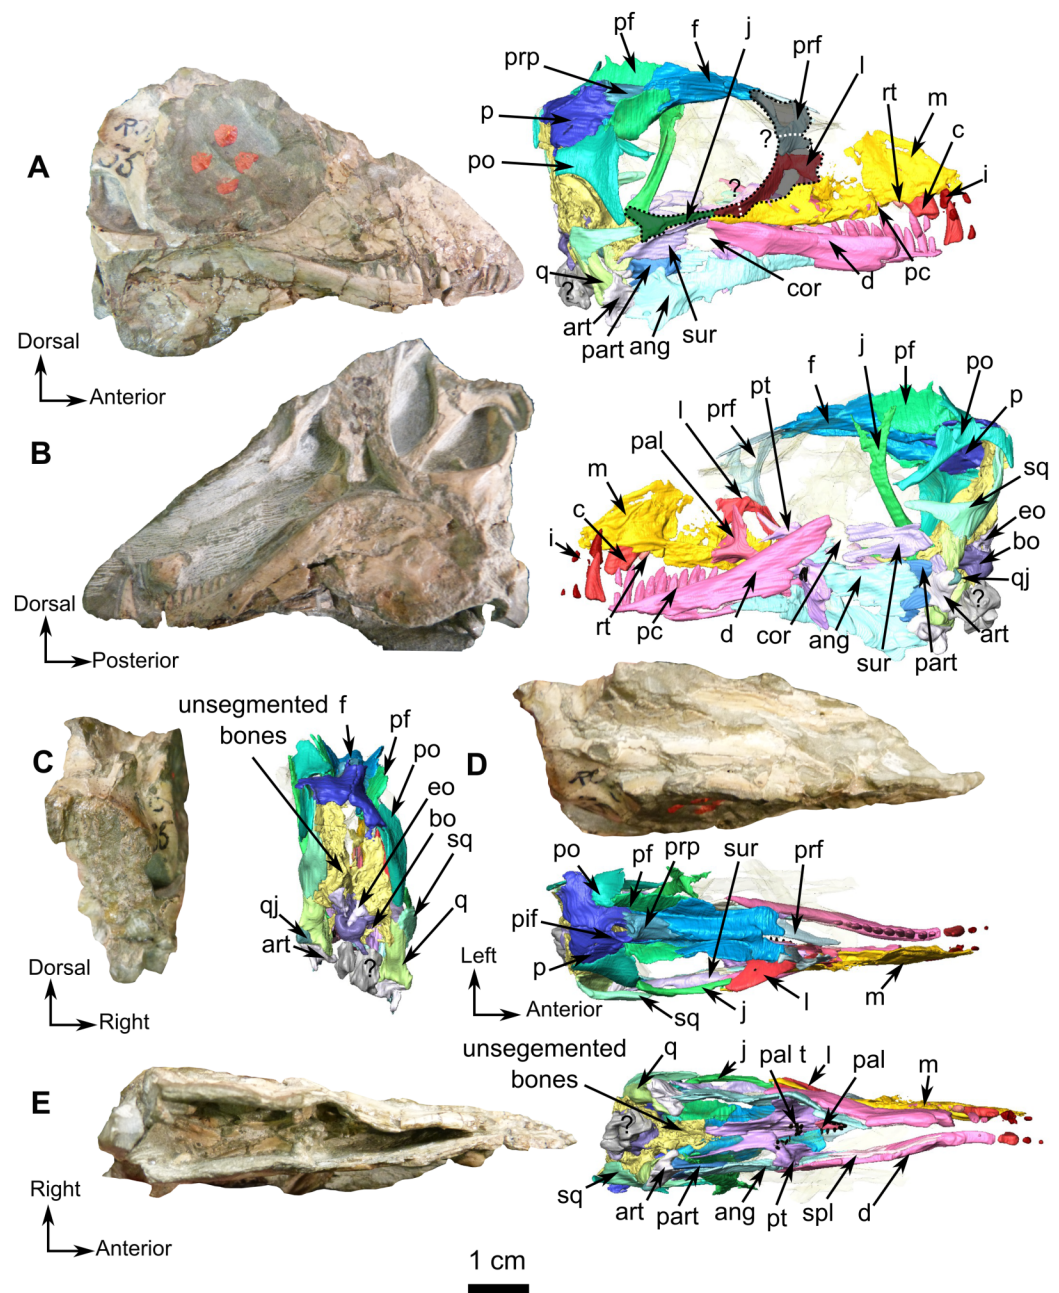 pf
f
j
prf
prp
l
rt
m
c
i
p
?
A
po
?
R.
55
q
?
cor
d
pc
art
part
ang
sur
Dorsal
Anterior
j
pf
f
po
pt
prf
l
p
pal
B
sq
m
eo
c
bo
i
qj
?
rt
pc
d
cor
ang
sur
part
art
Dorsal
Posterior
unsegmented
bones
f
pf
C
po
D
eo
bo
sq
5
qj
q
art
?
Dorsal
Right
po
pf
prp
sur
prf
pif
Left
p
Anterior
sq
j
l
m
unsegemented
bones
q
j
pal t
l
pal
m
E
?
Right
sq
art
part
ang
pt
spl
d
Anterior
1 cm